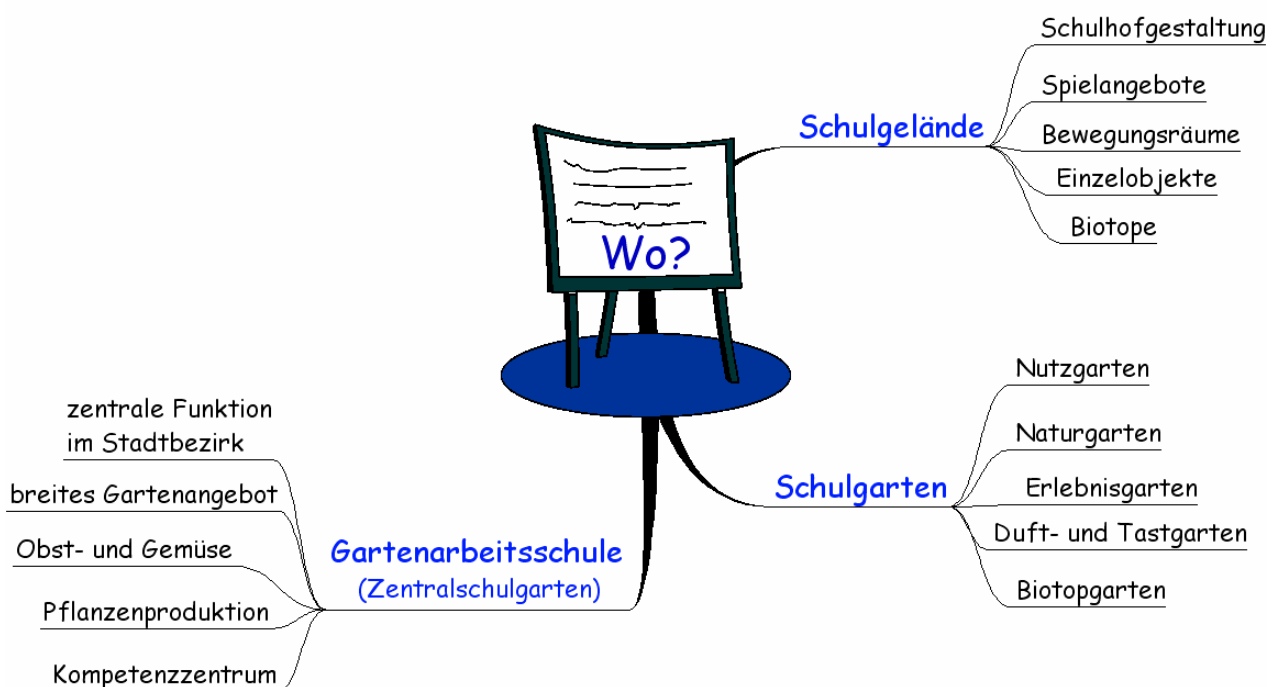 Wo?
Schulgelände
Schulhofgestaltung
Spielangebote
Bewegungsräume
Einzelobjekte
Biotope
Schulgarten
Nutzgarten
Naturgarten
Erlebnisgarten
Duft- und Tastgarten
Biotopgarten
Gartenarbeitsschule
(Zentralschulgarten)
zentrale Funktion
im Stadtbezirk
breites Gartenangebot
Obst- und Gemüse
Pflanzenproduktion
Kompetenzzentrum